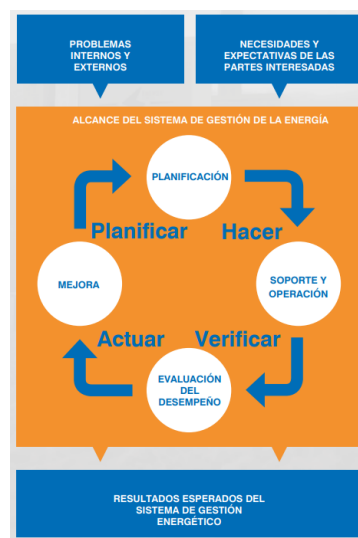 PROBLEMAS
INTERNOS Y
EXTERNOS
NECESIDADES Y
EXPECTATIVAS DE LAS
PARTES INTERESADAS
ALCANCE DEL SISTEMA DE GESTIÓN DE LA ENERGÍA
PLANIFICACIÓN
Planificar
Hacer
MEJORA
SOPORTE Y
OPERACIÓN
Actuar
Verificar
EVALUACIÓN
DEL
DESEMPEÑO
RESULTADOS ESPERADOS DEL
SISTEMA DE GESTIÓN
ENERGÉTICO